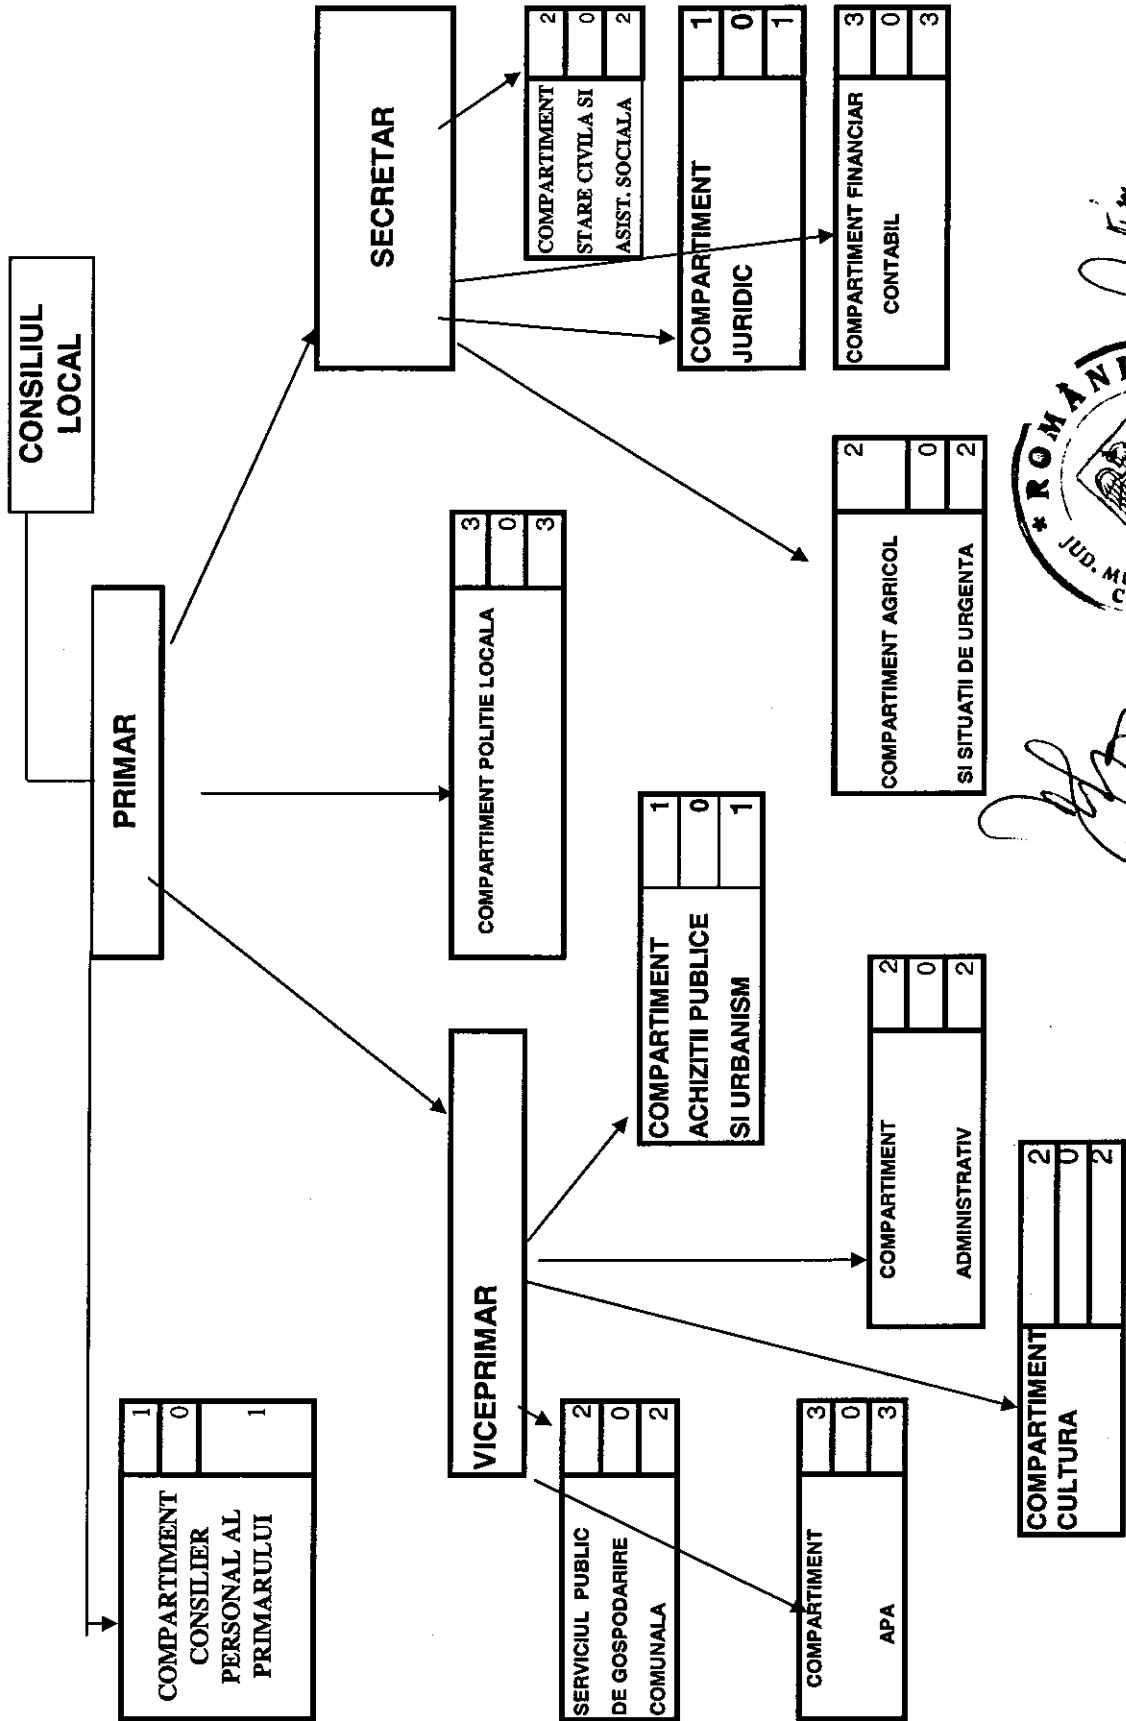 CONSILIUL
LOCAL
PRIMAR
COMPARTIMENT
CONSILIER
PERSONAL AL
PRIMARULUI
1
0
1
VICEPRIMAR
COMPARTIMENT POLITIE LOCALA
3
0
3
SECRETAR
SERVICIUL PUBLIC
DE GOSPODARIRE
COMUNALA
2
0
2
COMPARTIMENT
ACHIZITII PUBLICE
SI URBANISM
1
0
1
COMPARTIMENT
STARE CIVILA SI
ASIST. SOCIALA
2
0
2
COMPARTIMENT
JURIDIC
1
0
1
COMPARTIMENT
APA
3
0
3
COMPARTIMENT
ADMINISTRATIV
2
0
2
COMPARTIMENT AGRICOL
SI SITUATII DE URGENTA
2
0
2
COMPARTIMENT FINANCIAR
CONTABIL
3
0
3
COMPARTIMENT
CULTURA
2
0
2
* ROMÂN
JUD.